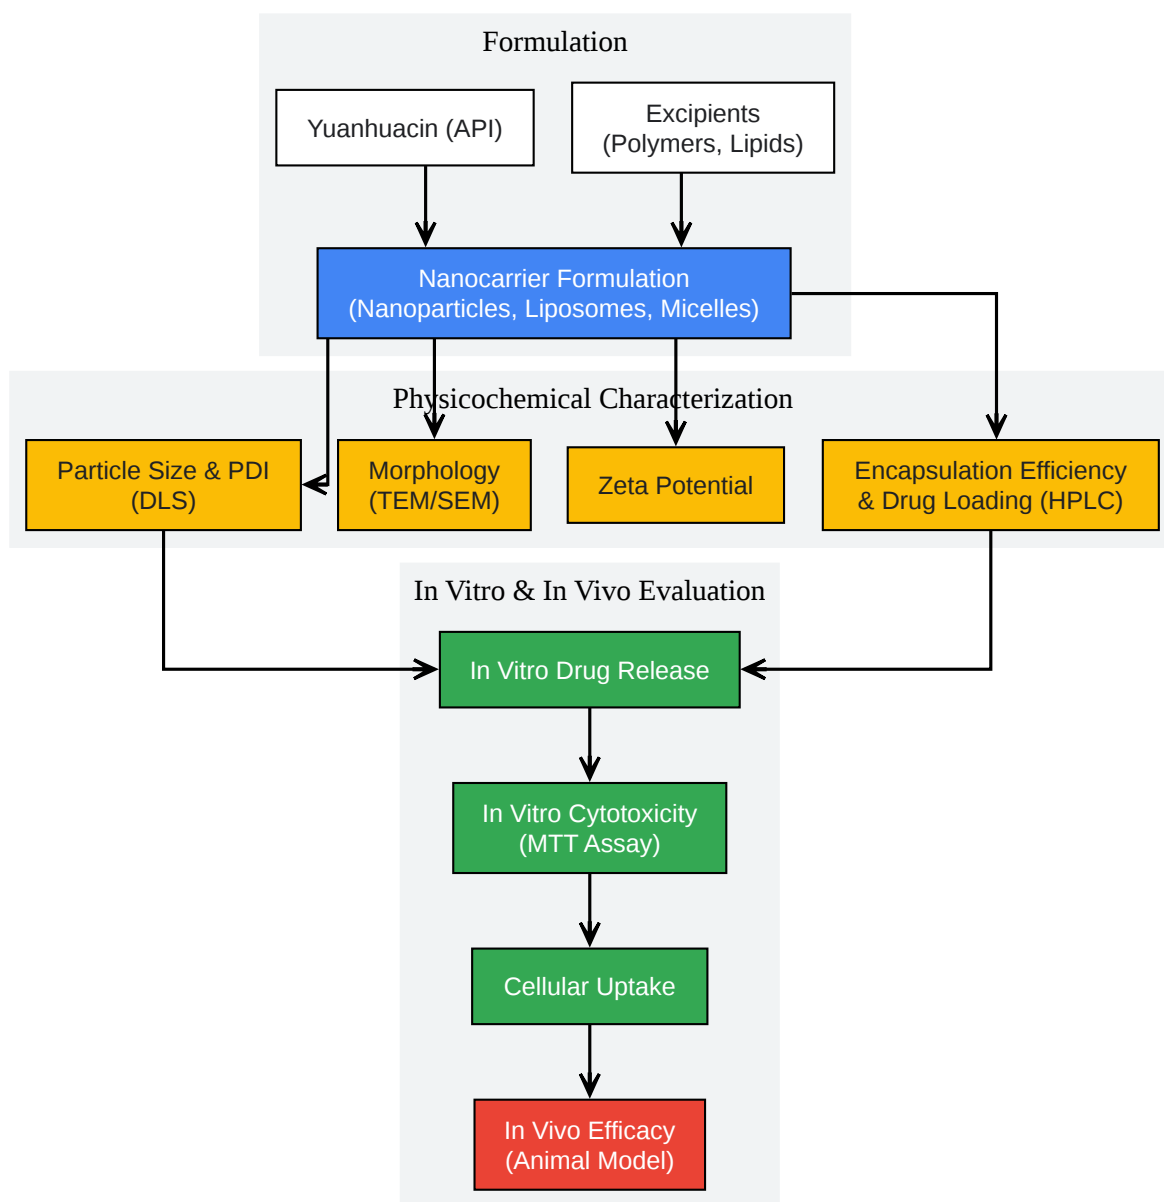 Formulation
Yuanhuacin (API)
Excipients
(Polymers, Lipids)
Nanocarrier Formulation
(Nanoparticles, Liposomes, Micelles)
Physicochemical Characterization
Particle Size & PDI
(DLS)
Morphology
(TEM/SEM)
Zeta Potential
Encapsulation Efficiency
& Drug Loading (HPLC)
In Vitro & In Vivo Evaluation
In Vitro Drug Release
In Vitro Cytotoxicity
(MTT Assay)
Cellular Uptake
In Vivo Efficacy
(Animal Model)